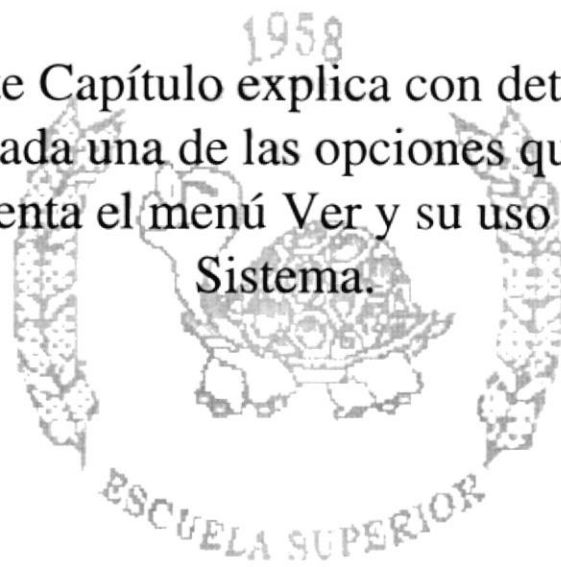 1958
te Capítulo explica con det
ada una de las opciones qu
enta el menú Ver y su uso
Sistema.
ESCUELA SUPERIOR